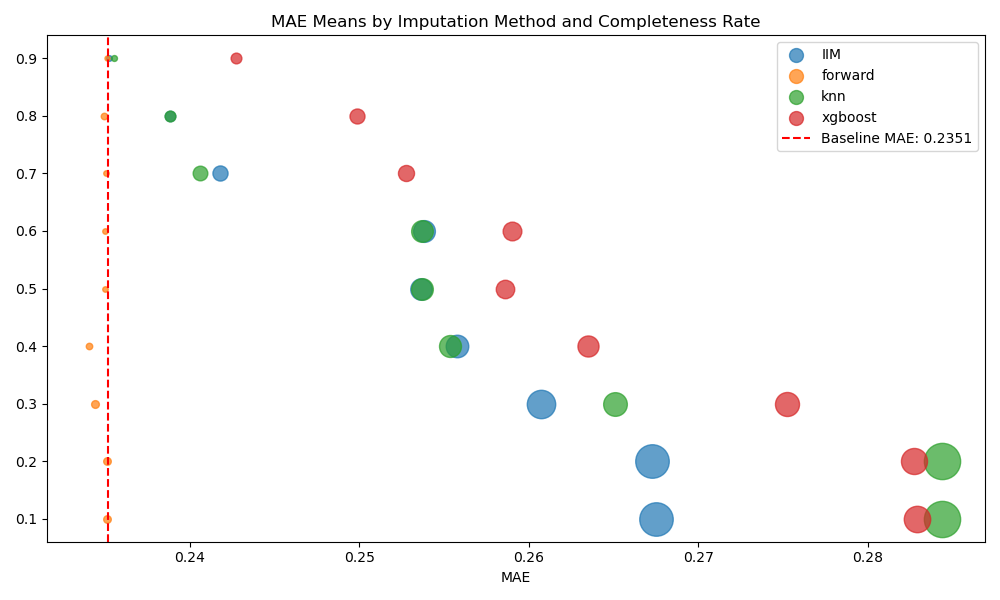 MAE Means by Imputation Method and Completeness Rate
0.9
0.8
0.7
0.6
0.5
0.4
0.3
0.2
0.1
IIM
forward
knn
xgboost
Baseline MAE: 0.2351
0.24 0.25 0.26 0.27 0.28
MAE